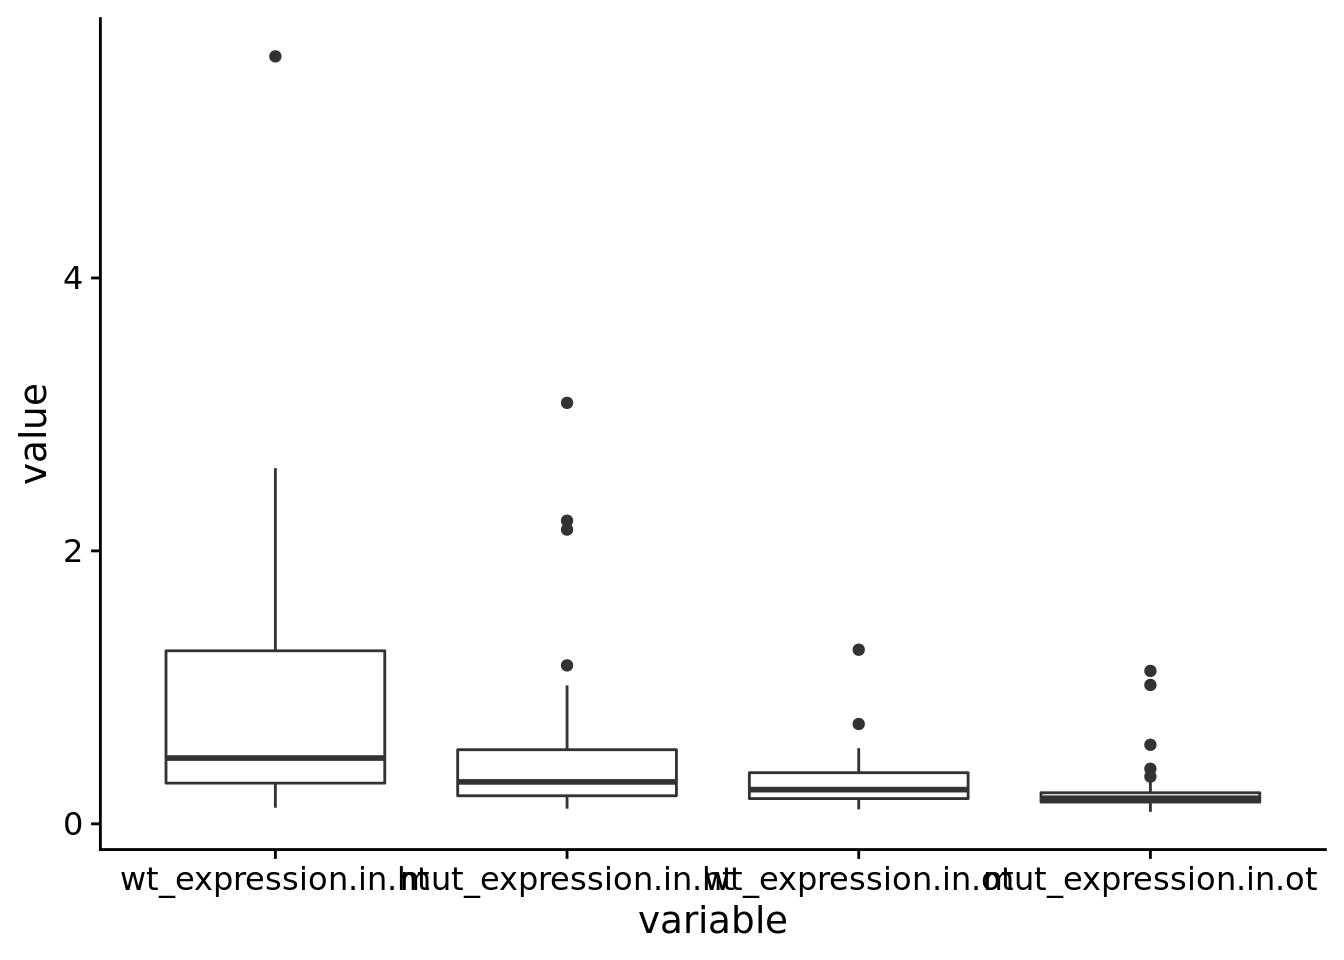 value
4
2
0
wt_expression.in.ht mut_expression.in.ht wt_expression.in.ot mut_expression.in.ot
variable